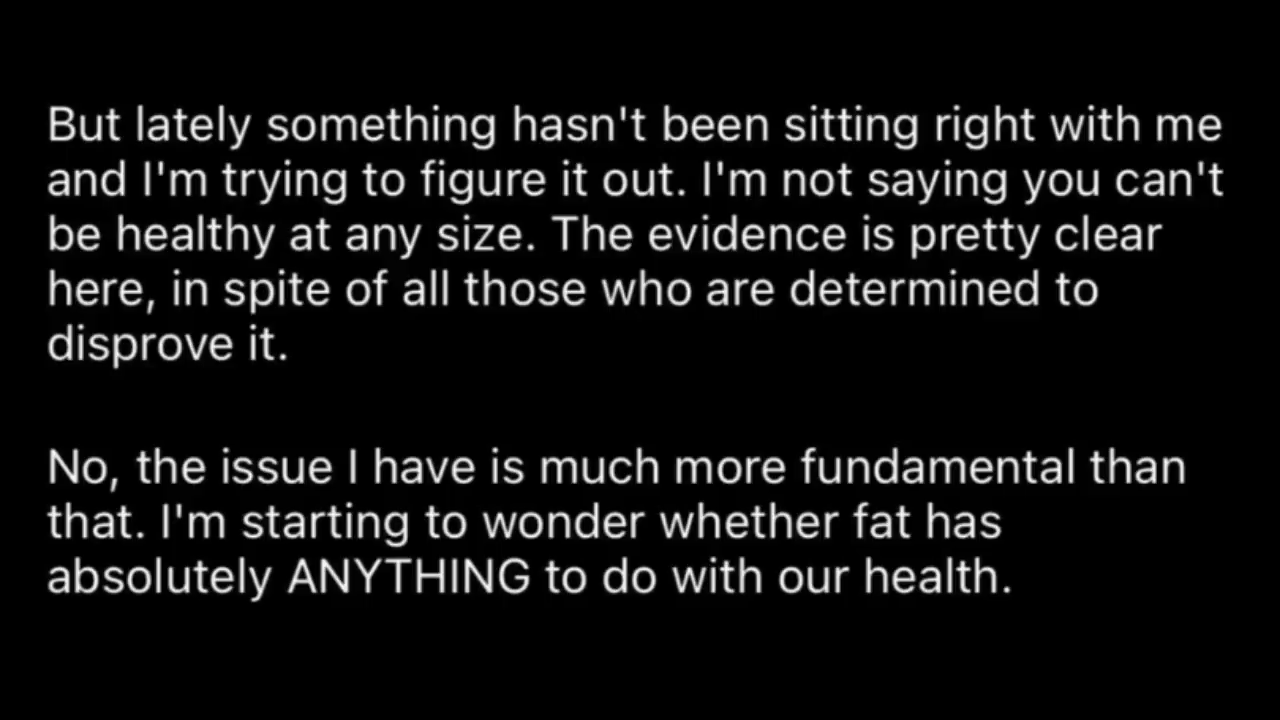 But lately something hasn't been sitting right with me
and I'm trying to figure it out. I'm not saying you can't
be healthy at any size. The evidence is pretty clear
here, in spite of all those who are determined to
disprove it.
No, the issue I have is much more fundamental than
that. I'm starting to wonder whether fat has
absolutely ANYTHING to do with our health.